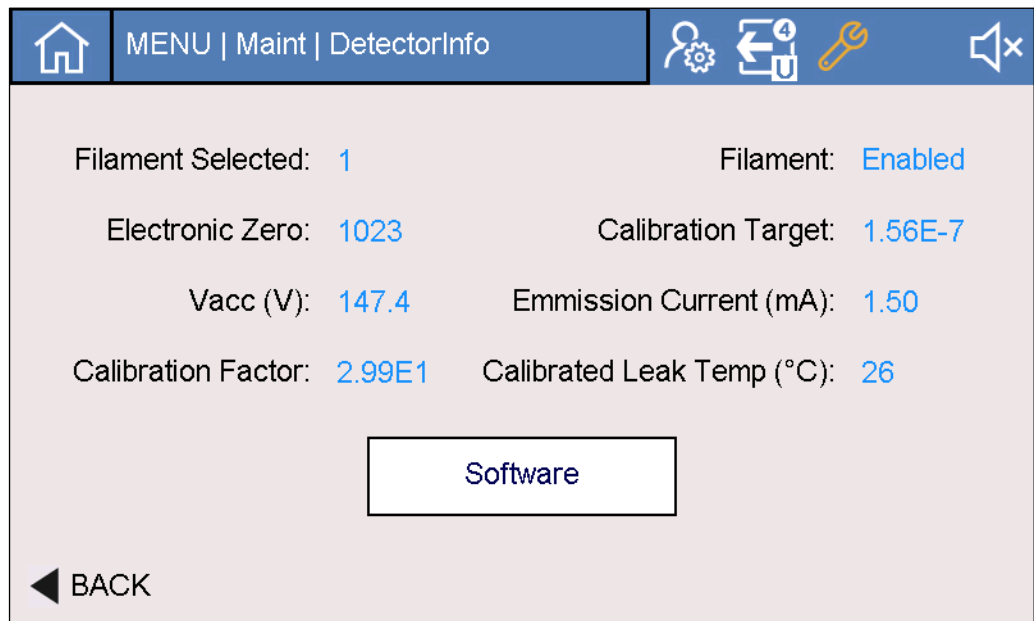 MENU | Maint | DetectorInfo
4
U
Filament Selected: 1 Filament: Enabled
Electronic Zero: 1023 Calibration Target: 1.56E-7
Vacc (V): 147.4 Emmission Current (mA): 1.50
Calibration Factor: 2.99E1 Calibrated Leak Temp (°C): 26
Software
BACK